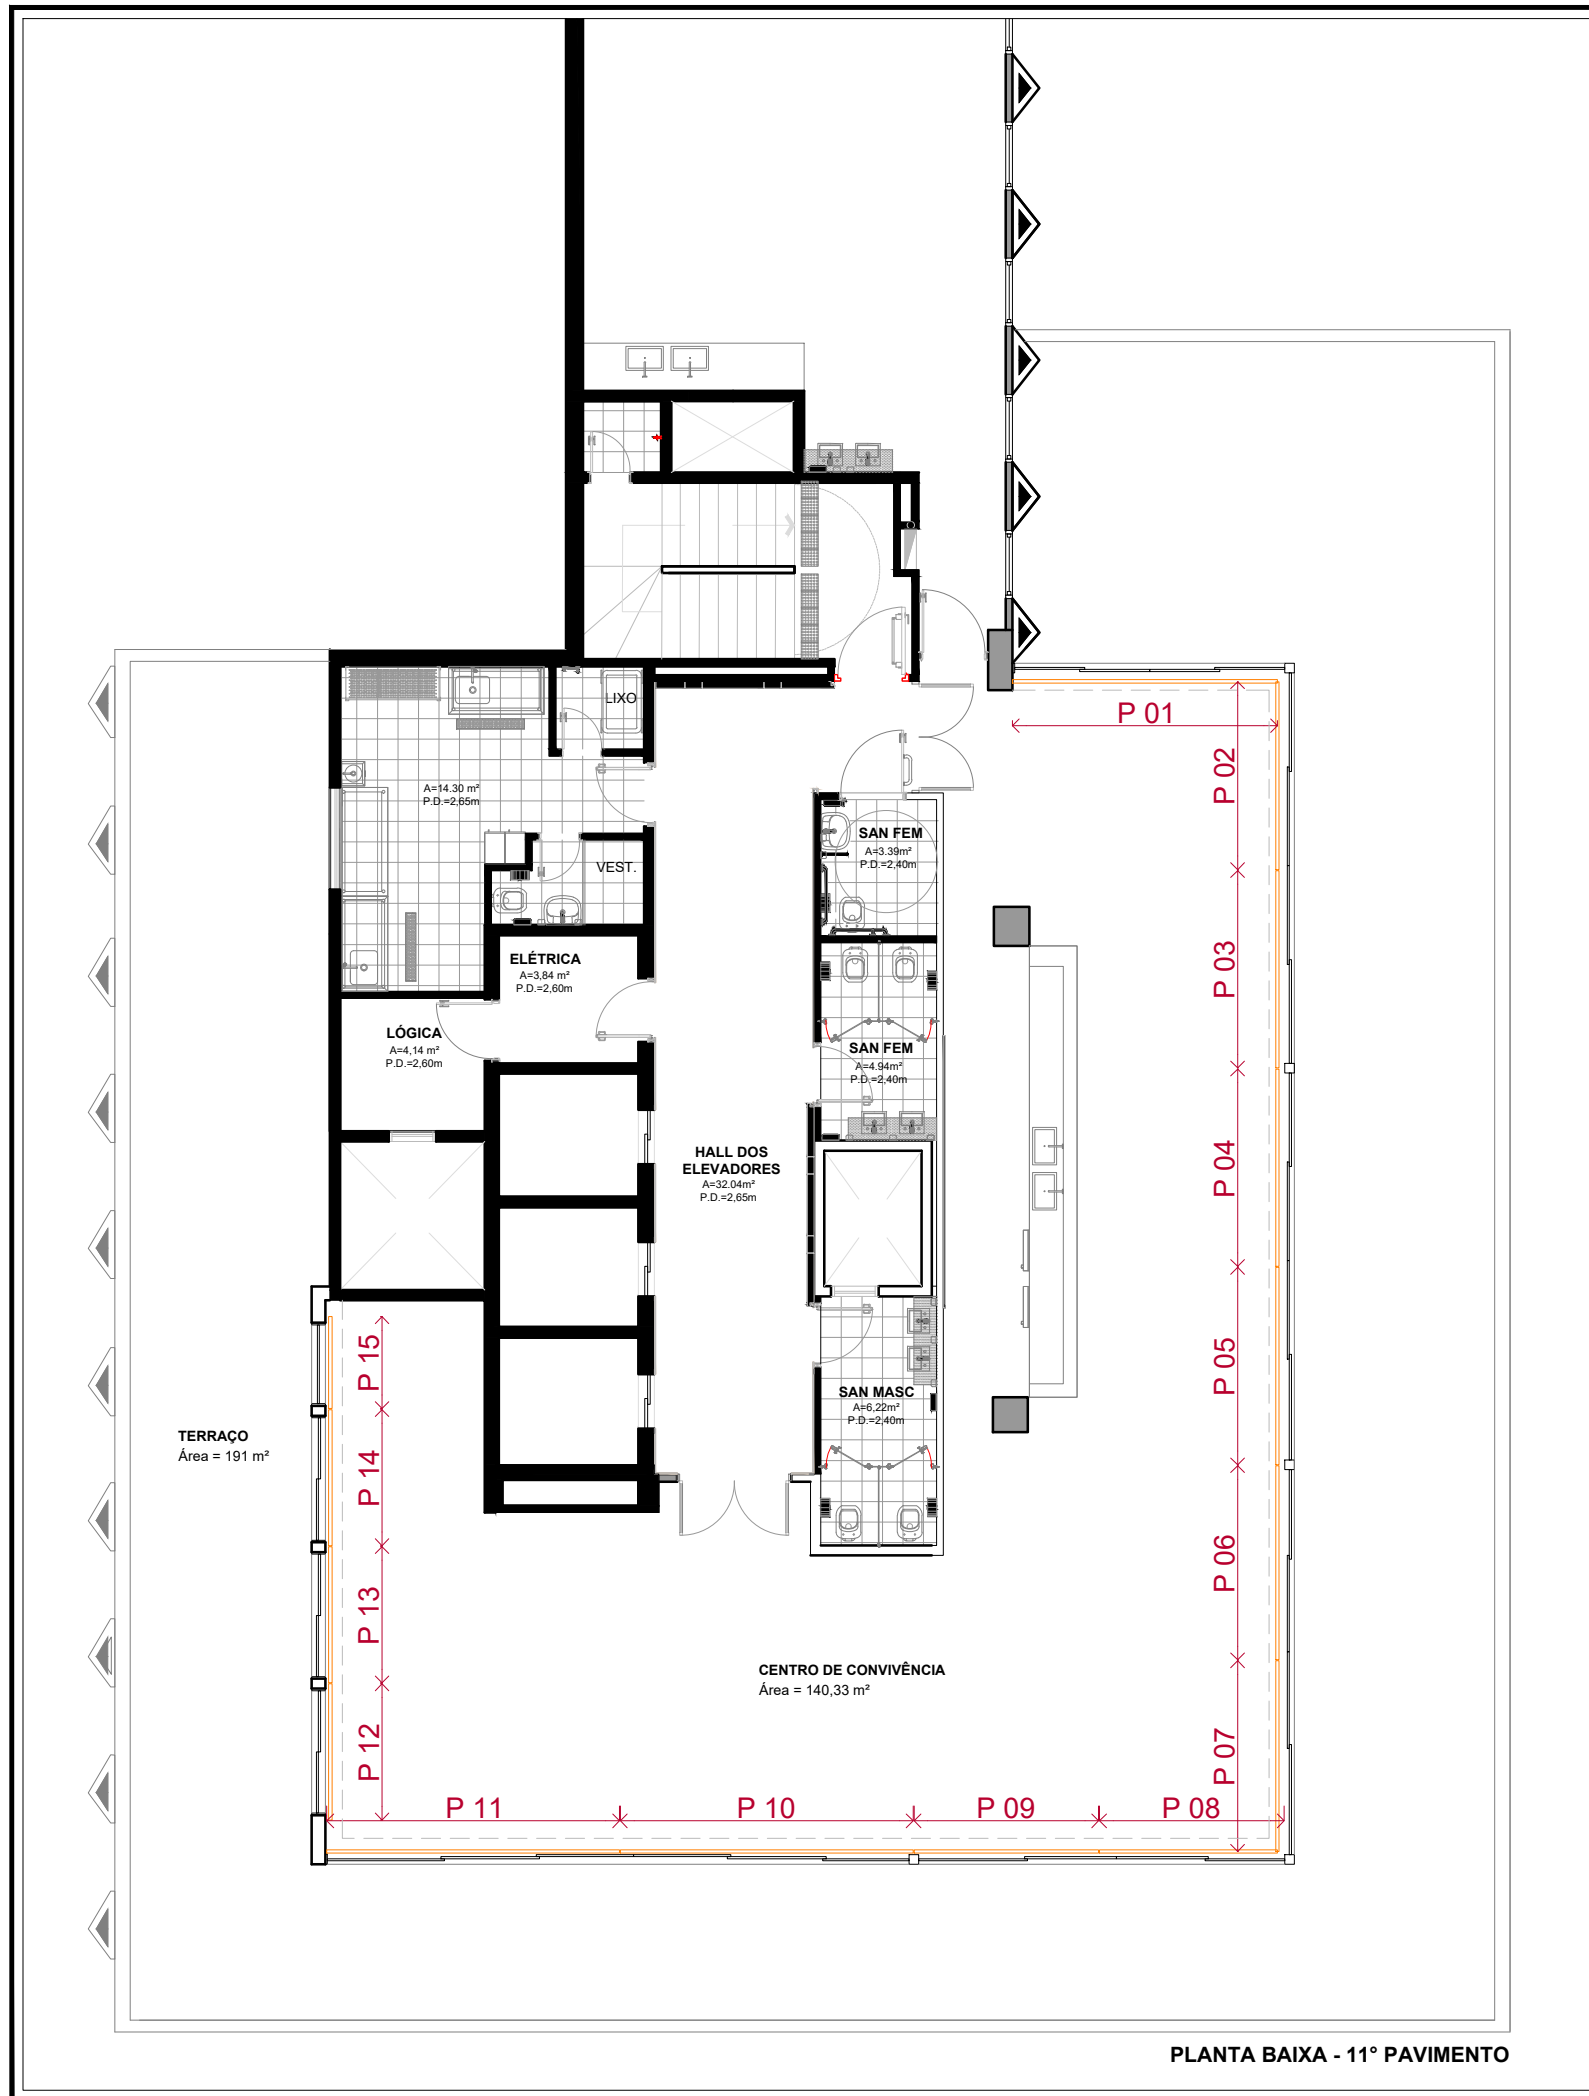 LIXO
P 01
P 02
A=14.30 m²
P.D.=2,65m
SAN FEM
A=3.39m²
P.D.=2,40m
VEST.
ELÉTRICA
A=3,84 m²
P.D.=2,60m
P 03
LÓGICA
A=4,14 m²
P.D.=2,60m
SAN FEM
A=4.94m²
P.D.=2,40m
HALL DOS
ELEVADORES
A=32.04m²
P.D.=2,65m
P 04
P 15
P 05
SAN MASC
A=6,22m²
P.D.=2,40m
TERRAÇO
Área = 191 m²
P 14
P 06
P 13
CENTRO DE CONVIVÊNCIA
Área = 140,33 m²
P 12
P 07
P 11
P 10
P 09
P 08
PLANTA BAIXA - 11° PAVIMENTO